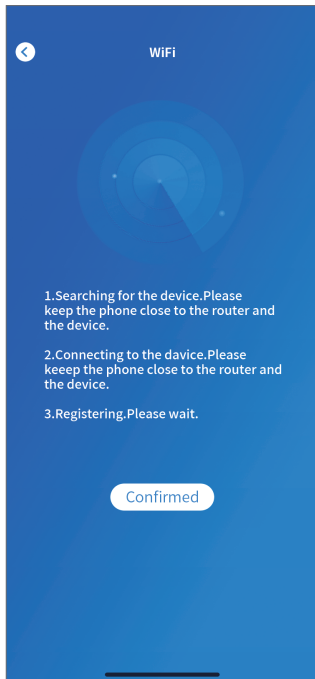 WiFi
1.Searching for the device.Please
keep the phone close to the router and
the device.
2.Connecting to the davice.Please
keeep the phone close to the router and
the device.
3.Registering.Please wait.
Confirmed